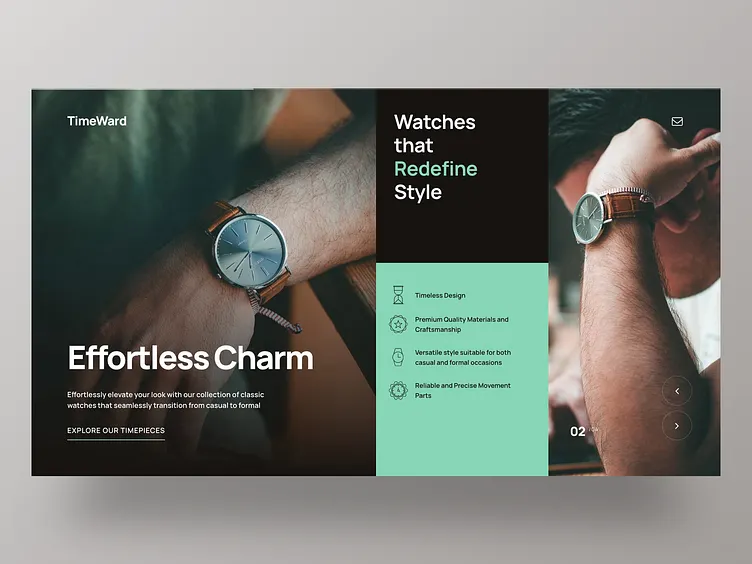 TimeWard
Effortless Charm
Effortlessly elevate your look with our collection of classic
watches that seamlessly transition from casual to formal
EXPLORE OUR TIMEPIECES
Watches
that
Redefine
Style
Timeless Design
Premium Quality Materials and
Craftsmanship
Versatile style suitable for both
casual and formal occasions
Reliable and Precise Movement
Parts
02